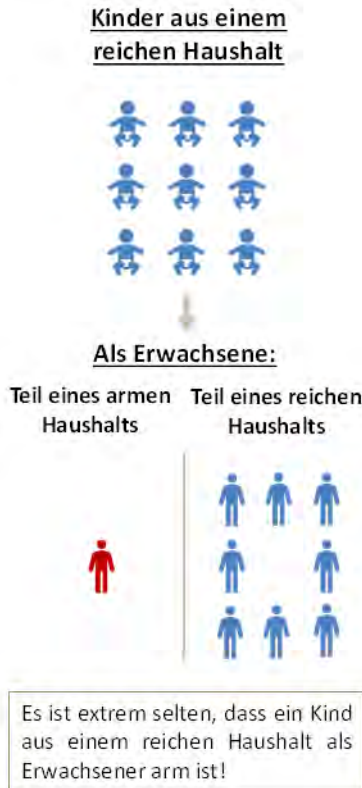 Kinder aus einem
reichen Haushalt
Als Erwachsene:
Teil eines armen
Haushalts
Teil eines reichen
Haushalts
Es ist extrem selten, dass ein Kind
aus einem reichen Haushalt als
Erwachsener arm ist!